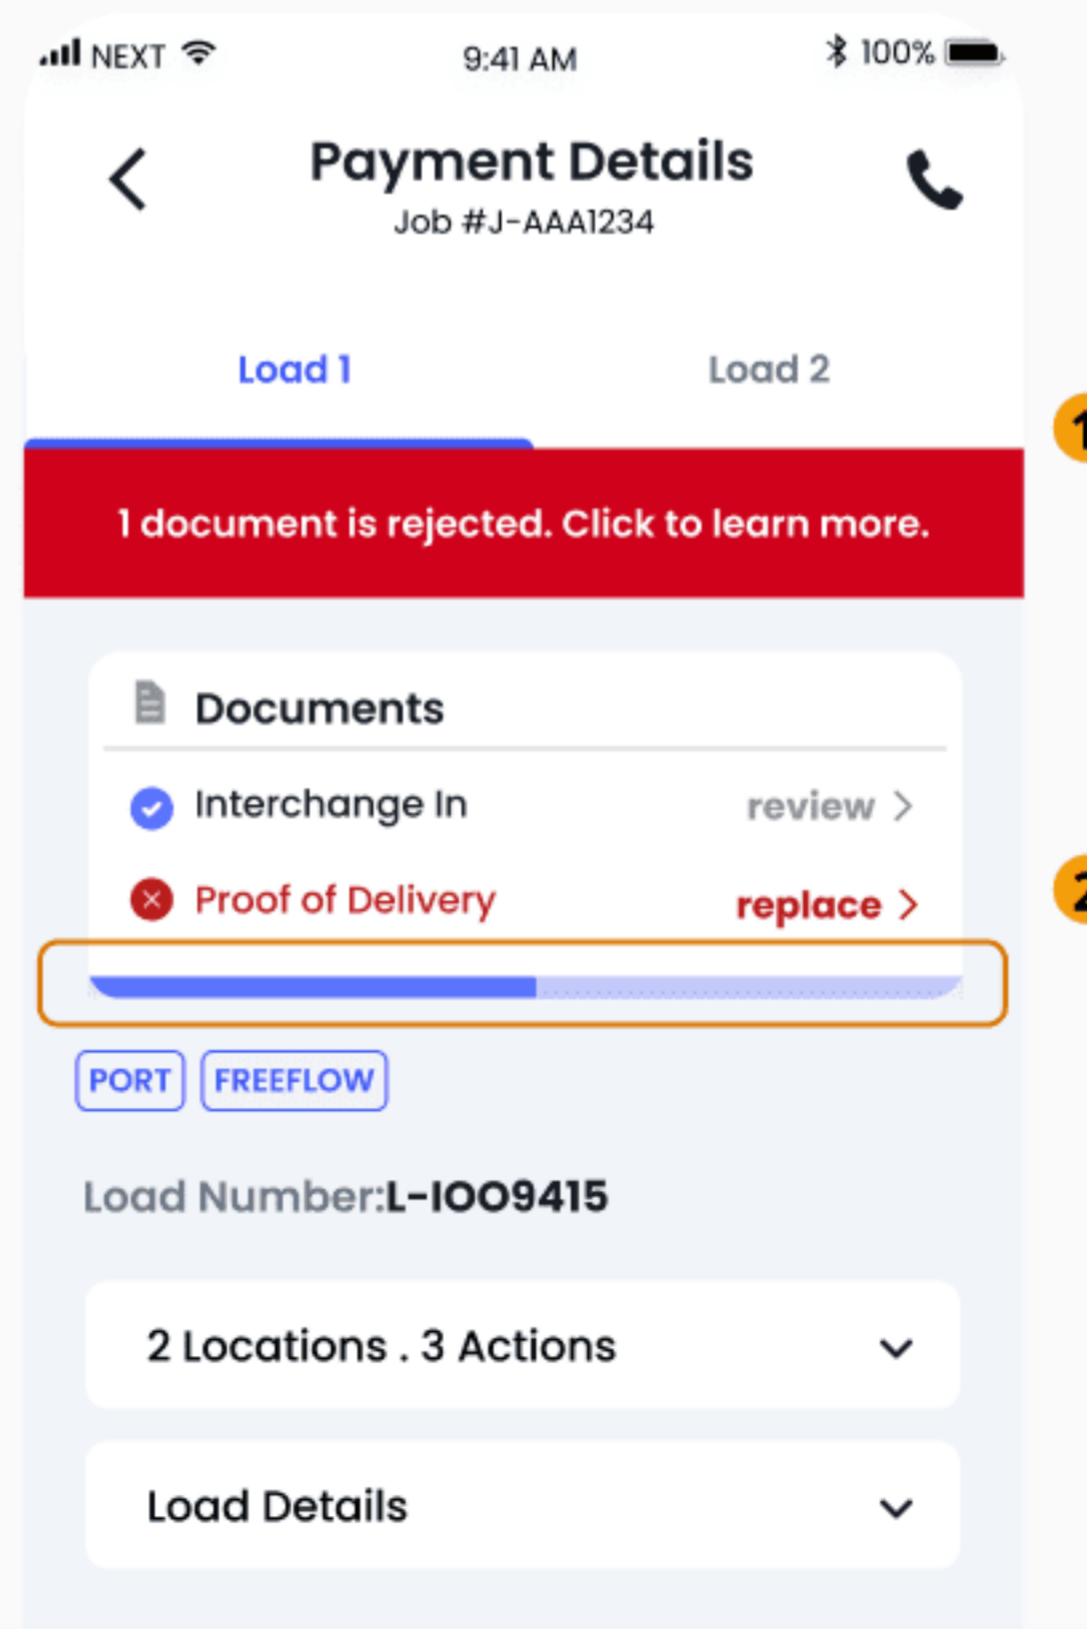 NEXT 9:41 AM 100%
Payment Details
Job #J-AAA1234
Load 1 Load 2
1
1 document is rejected. Click to learn more.
Documents
Interchange In review >
2
Proof of Delivery replace >
PORT FREEFLOW
Load Number:L-IOO9415
2 Locations . 3 Actions
Load Details